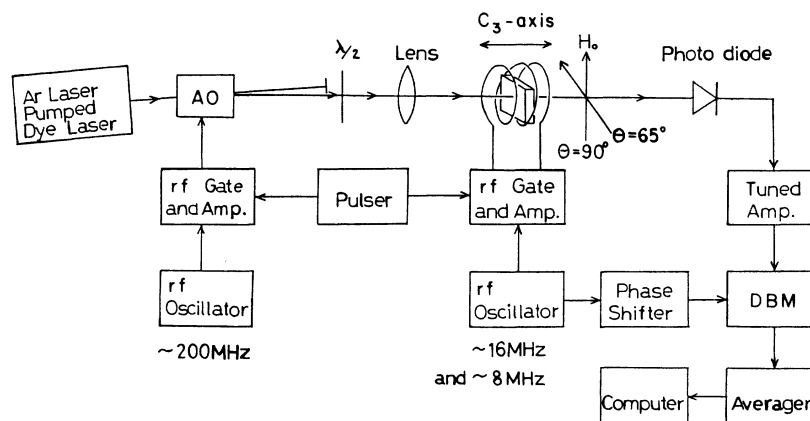 C₃-axis
λ/2
Lens
H₀
Photo diode
Ar Laser
Pumped
Dye Laser
AO
θ=65°
θ=90°
rf Gate
and Amp.
Pulser
rf Gate
and Amp.
Tuned
Amp.
rf
Oscillator
rf
Oscillator
Phase
Shifter
DBM
~200MHz
~16MHz
and ~8MHz
Computer
Averager